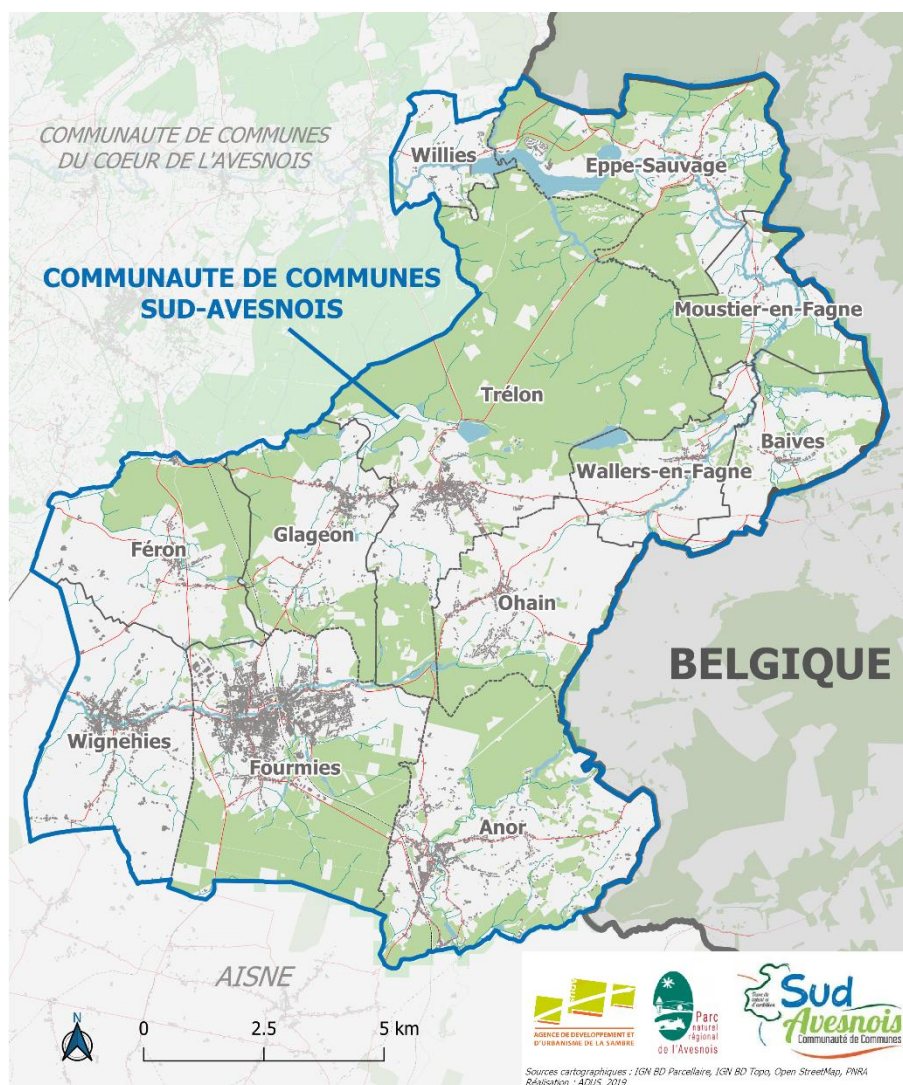 COMMUNAUTE DE COMMUNES
DU COEUR DE L'AVESNOIS
Willies
Eppe-Sauvage
COMMUNAUTE DE COMMUNES
SUD-AVESNOIS
Moustier-en-Fagne
Trélon
Baives
Wallers-en-Fagne
Glageon
Féron
Ohain
BELGIQUE
Wignehies
Fourmies
Anor
AISNE
N
0 2.5 5 km
ADUS
AGENCE DE DEVELOPPEMENT ET
D'URBANISME DE LA SAMBRE
Parc
naturel
régional
de l'Avesnois
Sud
Avesnois
Communauté de Communes
Sources cartographiques : IGN BD Parcellaire, IGN BD Topo, Open StreetMap, PNRA
Réalisation : ADUS, 2019